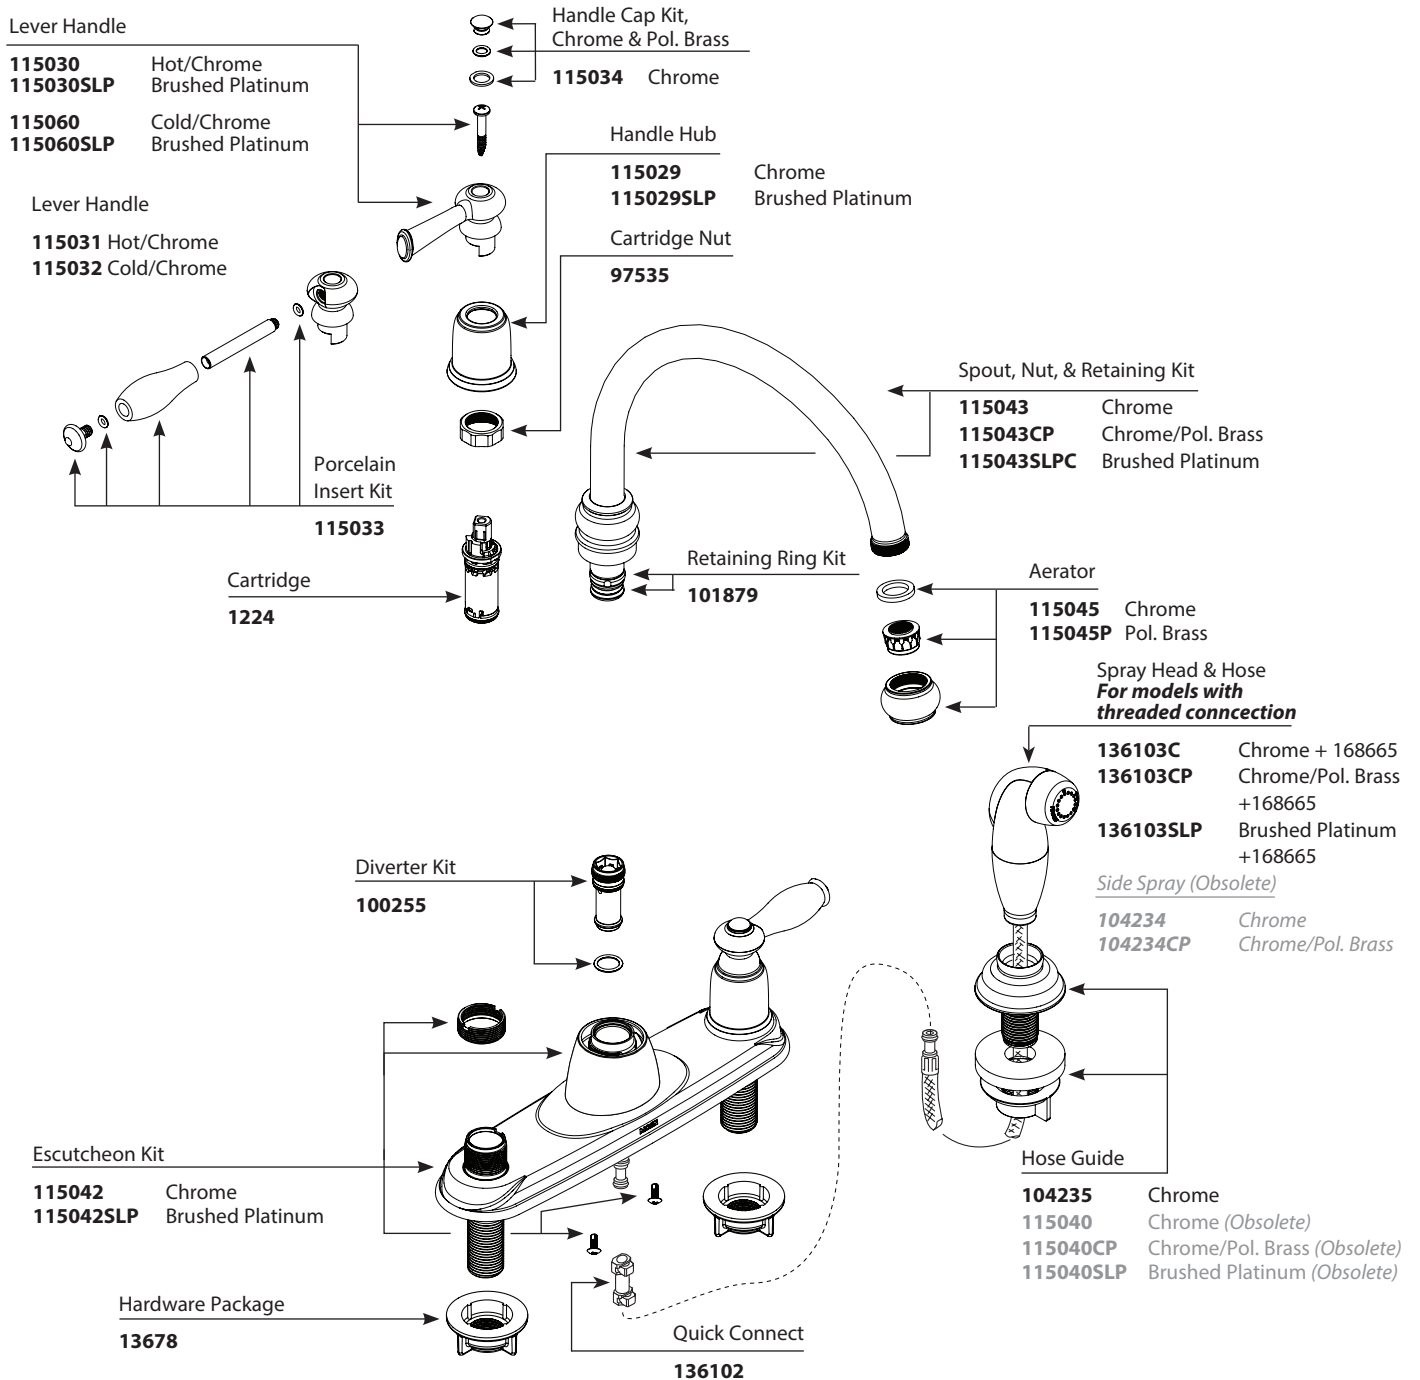 Lever Handle
115030 Hot/Chrome
115030SLP Brushed Platinum
115060 Cold/Chrome
115060SLP Brushed Platinum
Handle Cap Kit,
Chrome & Pol. Brass
115034 Chrome
Handle Hub
115029 Chrome
115029SLP Brushed Platinum
Lever Handle
115031 Hot/Chrome
115032 Cold/Chrome
Cartridge Nut
97535
Spout, Nut, & Retaining Kit
115043 Chrome
115043CP Chrome/Pol. Brass
115043SLPC Brushed Platinum
Porcelain
Insert Kit
115033
Cartridge
1224
Retaining Ring Kit
101879
Aerator
115045 Chrome
115045P Pol. Brass
Spray Head & Hose
For models with
threaded conncection
136103C Chrome + 168665
136103CP Chrome/Pol. Brass
+168665
136103SLP Brushed Platinum
+168665
Side Spray (Obsolete)
104234 Chrome
104234CP Chrome/Pol. Brass
Diverter Kit
100255
Escutcheon Kit
115042 Chrome
115042SLP Brushed Platinum
Hose Guide
104235 Chrome
115040 Chrome (Obsolete)
115040CP Chrome/Pol. Brass (Obsolete)
115040SLP Brushed Platinum (Obsolete)
Hardware Package
13678
Quick Connect
136102